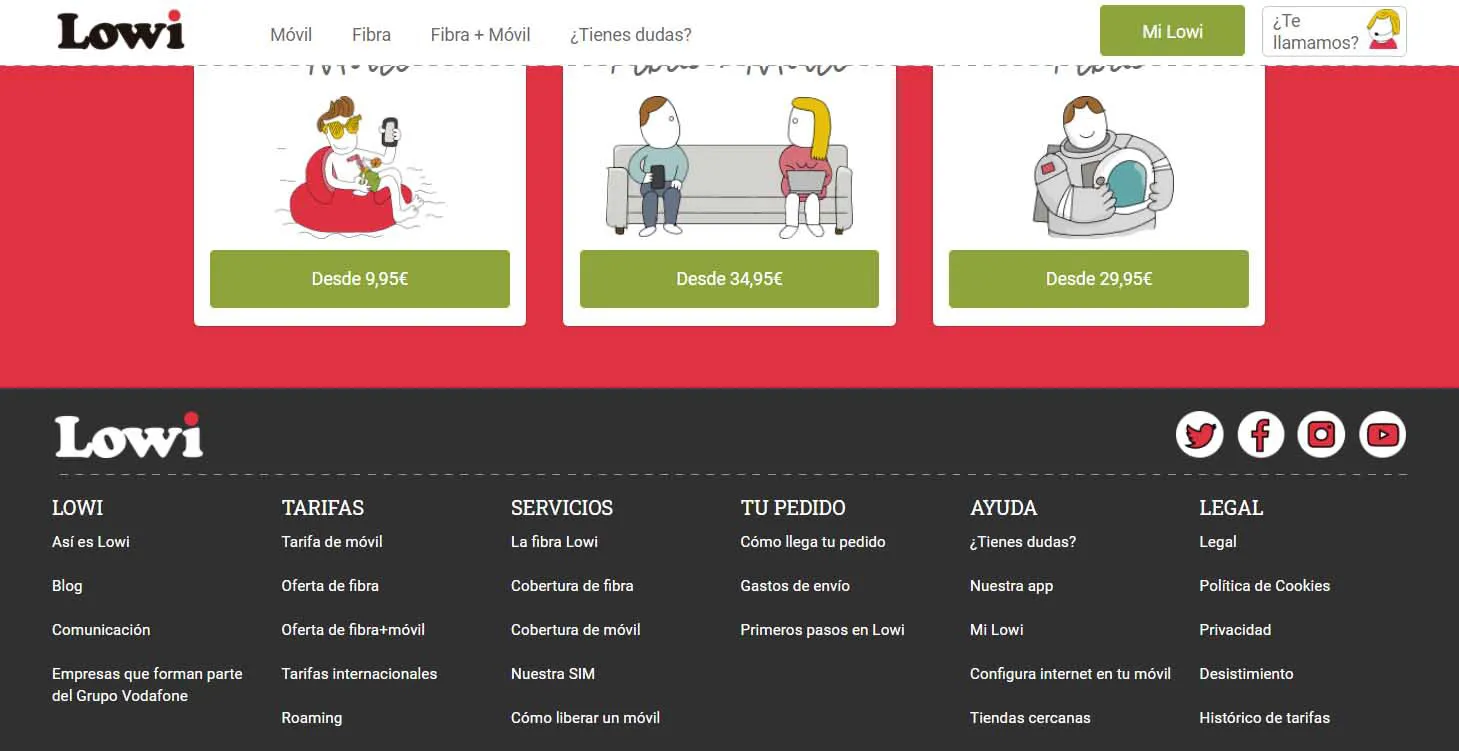 Lowi
Móvil
Fibra
Fibra + Móvil
¿Tienes dudas?
Mi Lowi
¿Te
llamamos?
Desde 9,95€
Desde 34,95€
Desde 29,95€
Lowi
LOWI
Así es Lowi
Blog
Comunicación
Empresas que forman parte
del Grupo Vodafone
TARIFAS
Tarifa de móvil
Oferta de fibra
Oferta de fibra+móvil
Tarifas internacionales
Roaming
SERVICIOS
La fibra Lowi
Cobertura de fibra
Cobertura de móvil
Nuestra SIM
Cómo liberar un móvil
TU PEDIDO
Cómo llega tu pedido
Gastos de envío
Primeros pasos en Lowi
AYUDA
¿Tienes dudas?
Nuestra app
Mi Lowi
Configura internet en tu móvil
Tiendas cercanas
LEGAL
Legal
Política de Cookies
Privacidad
Desistimiento
Histórico de tarifas